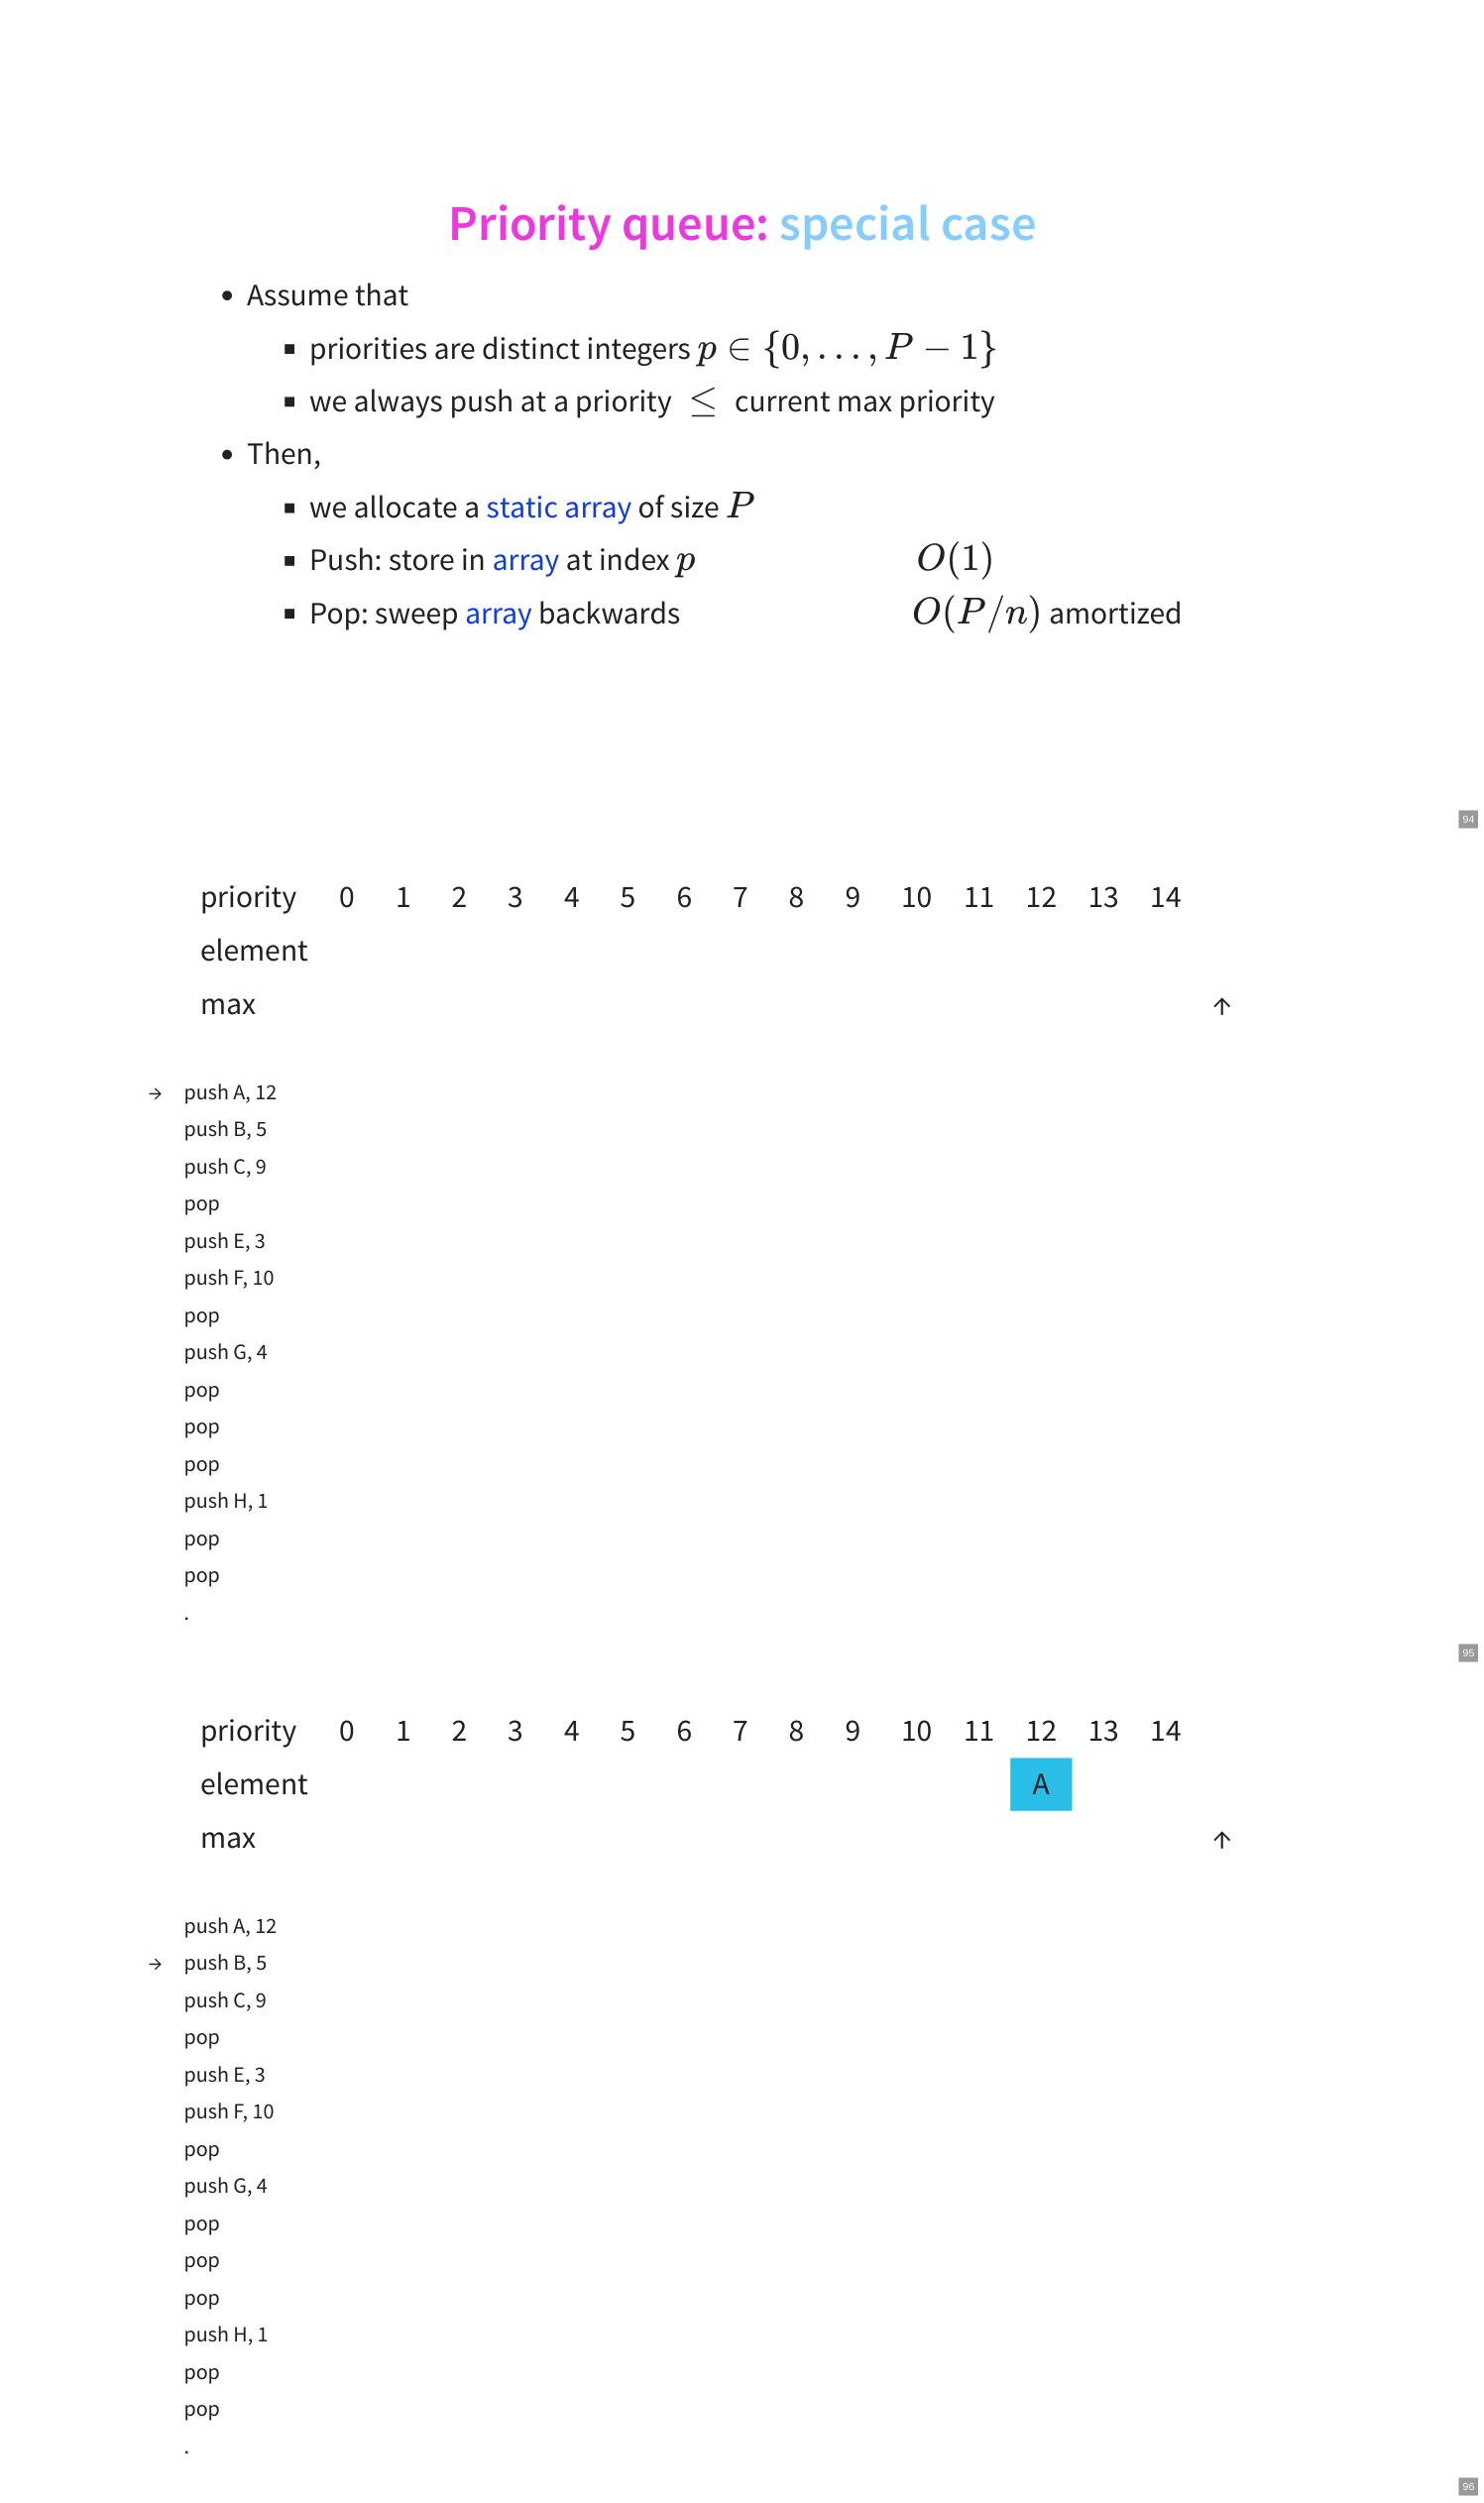 Priority queue: special case
• Assume that
▪ priorities are distinct integers p ∈ {0, . . . , P − 1}
▪ we always push at a priority ≤ current max priority
• Then,
▪ we allocate a static array of size P
▪ Push: store in array at index p O(1)
▪ Pop: sweep array backwards O(P/n) amortized
94
priority 0 1 2 3 4 5 6 7 8 9 10 11 12 13 14
element
max ↑
→ push A, 12
push B, 5
push C, 9
pop
push E, 3
push F, 10
pop
push G, 4
pop
pop
pop
push H, 1
pop
pop
.
95
priority 0 1 2 3 4 5 6 7 8 9 10 11 12 13 14
element A
max ↑
push A, 12
→ push B, 5
push C, 9
pop
push E, 3
push F, 10
pop
push G, 4
pop
pop
pop
push H, 1
pop
pop
.
96